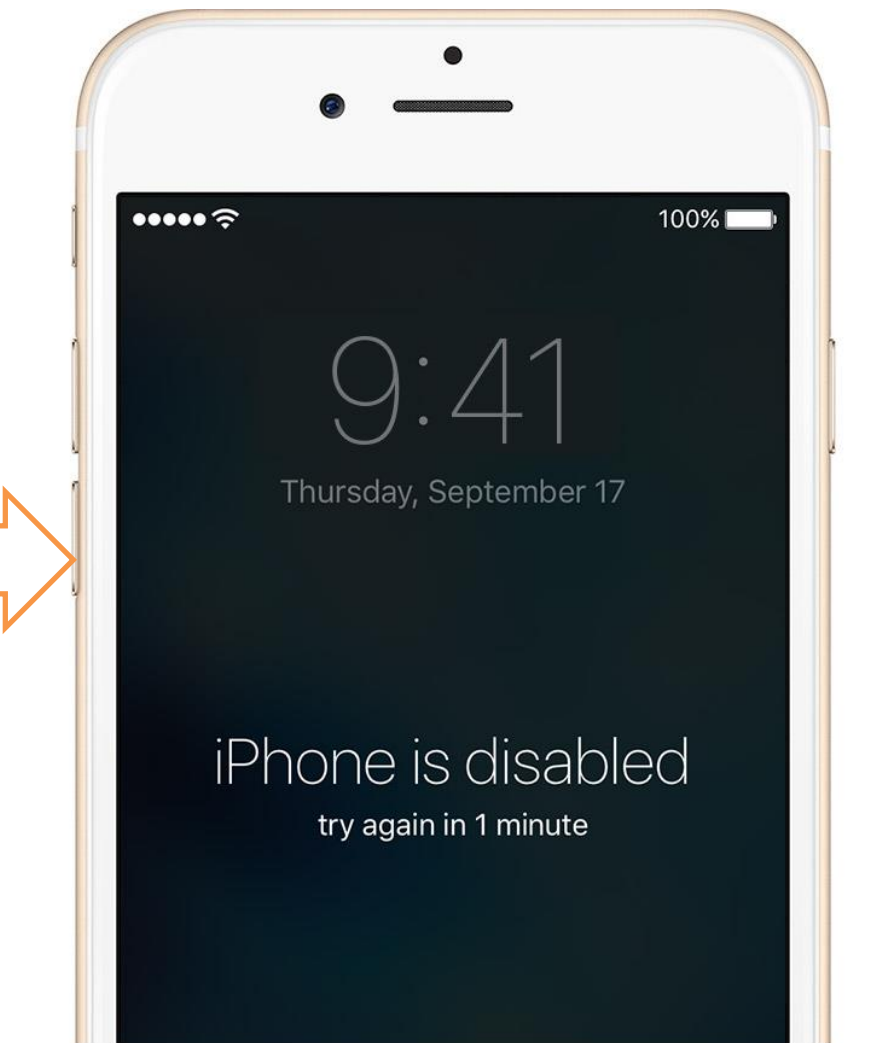 100%
9:41
Thursday, September 17
iPhone is disabled
try again in 1 minute